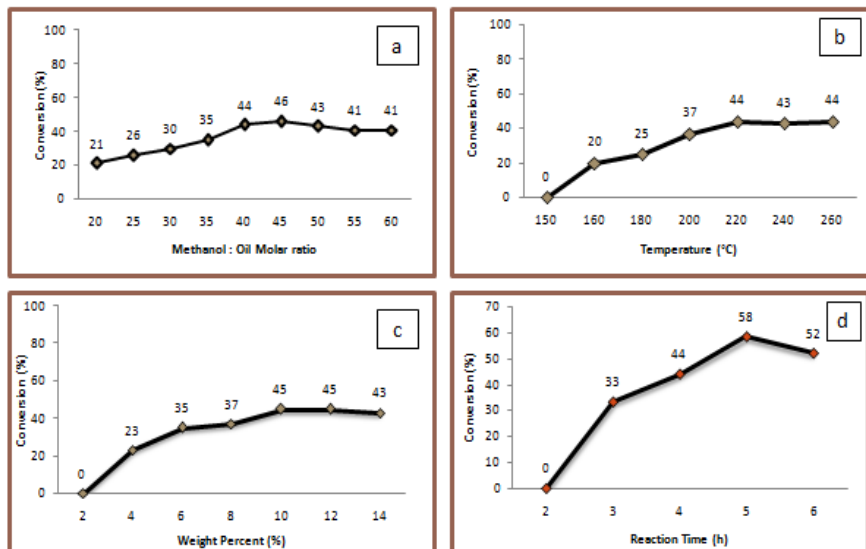 a
Conversion (%)
100
80
60
40
20
0
21 26 30 35 44 46 43 41 41
20 25 30 35 40 45 50 55 60
Methanol : Oil Molar ratio
b
Conversion (%)
100
80
60
40
20
0
0 20 25 37 44 43 44
150 160 180 200 220 240 260
Temperature (°C)
c
Conversion (%)
100
80
60
40
20
0
0 23 35 37 45 45 43
2 4 6 8 10 12 14
Weight Percent (%)
d
Conversion (%)
70
60
50
40
30
20
10
0
0 33 44 58 52
2 3 4 5 6
Reaction Time (h)